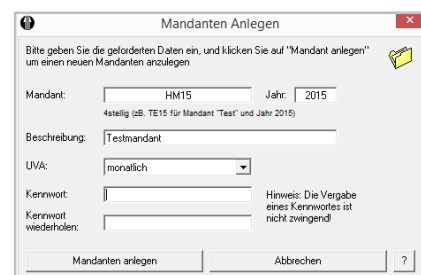 Mandanten Anlegen
Bitte geben Sie die geforderten Daten ein, und klicken Sie auf "Mandant anlegen"
um einen neuen Mandanten anzulegen
Mandant: HM15 Jahr: 2015
4stellig (zB. TE15 für Mandant "Test" und Jahr 2015)
Beschreibung: Testmandant
UVA: monatlich
Kennwort: Hinweis: Die Vergabe
eines Kennwortes ist
nicht zwingend!
Kennwort
wiederholen:
Mandanten anlegen Abbrechen ?